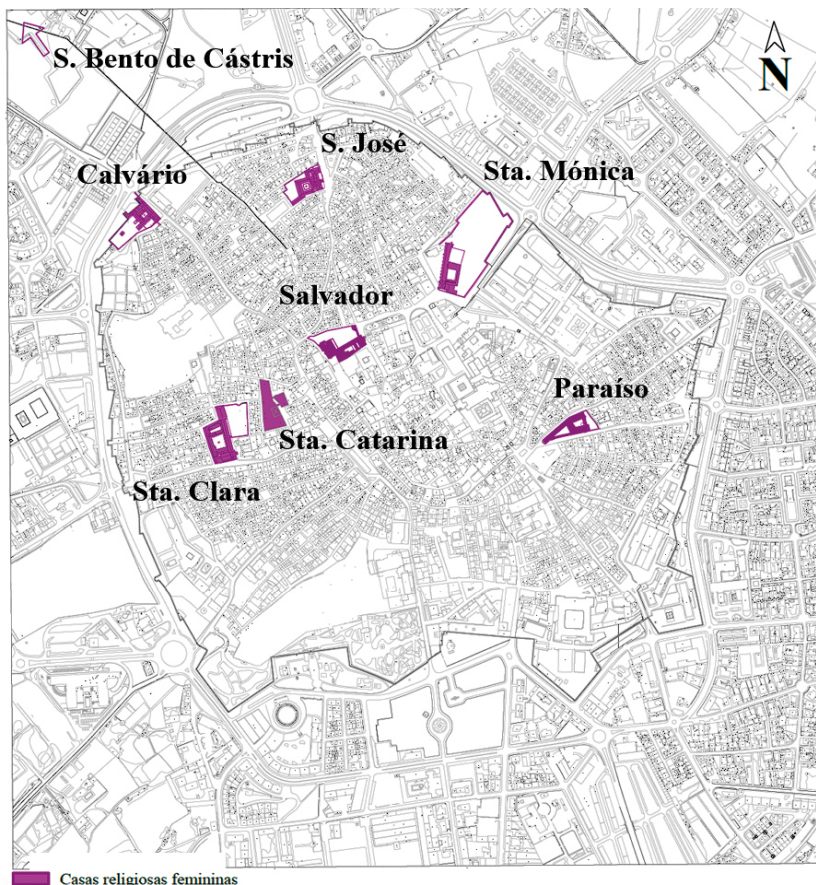 S. Bento de Cástris
N
S. José
Calvário
Sta. Mónica
Salvador
Paraíso
Sta. Catarina
Sta. Clara
Casas religiosas femininas